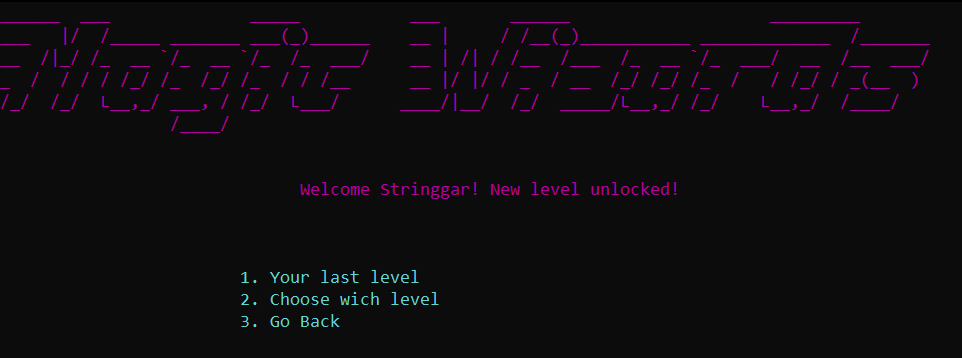 Magic Wizards
Welcome Stringgar! New level unlocked!
1. Your last level
2. Choose wich level
3. Go Back